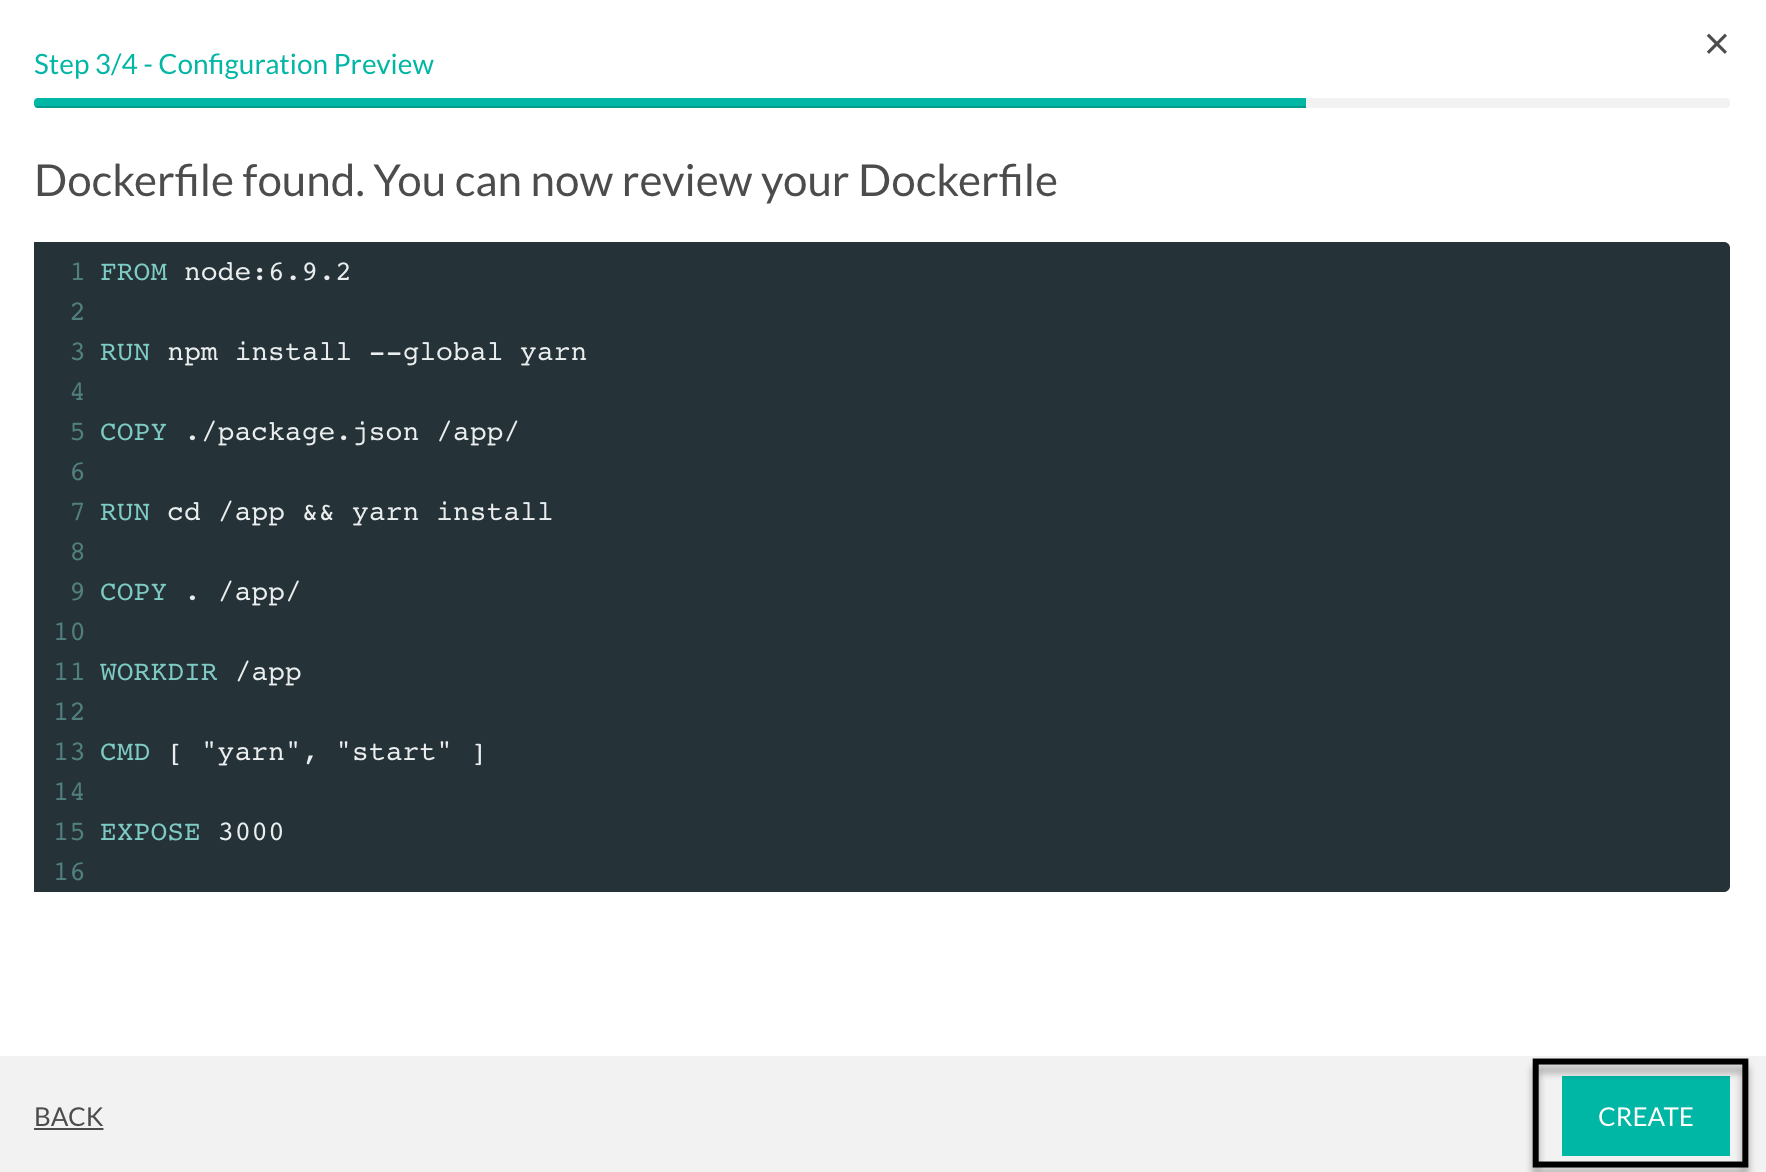 Step 3/4 - Configuration Preview
×
Dockerfile found. You can now review your Dockerfile
1 FROM node:6.9.2
2
3 RUN npm install --global yarn
4
5 COPY ./package.json /app/
6
7 RUN cd /app && yarn install
8
9 COPY . /app/
10
11 WORKDIR /app
12
13 CMD [ "yarn", "start" ]
14
15 EXPOSE 3000
16
BACK
CREATE